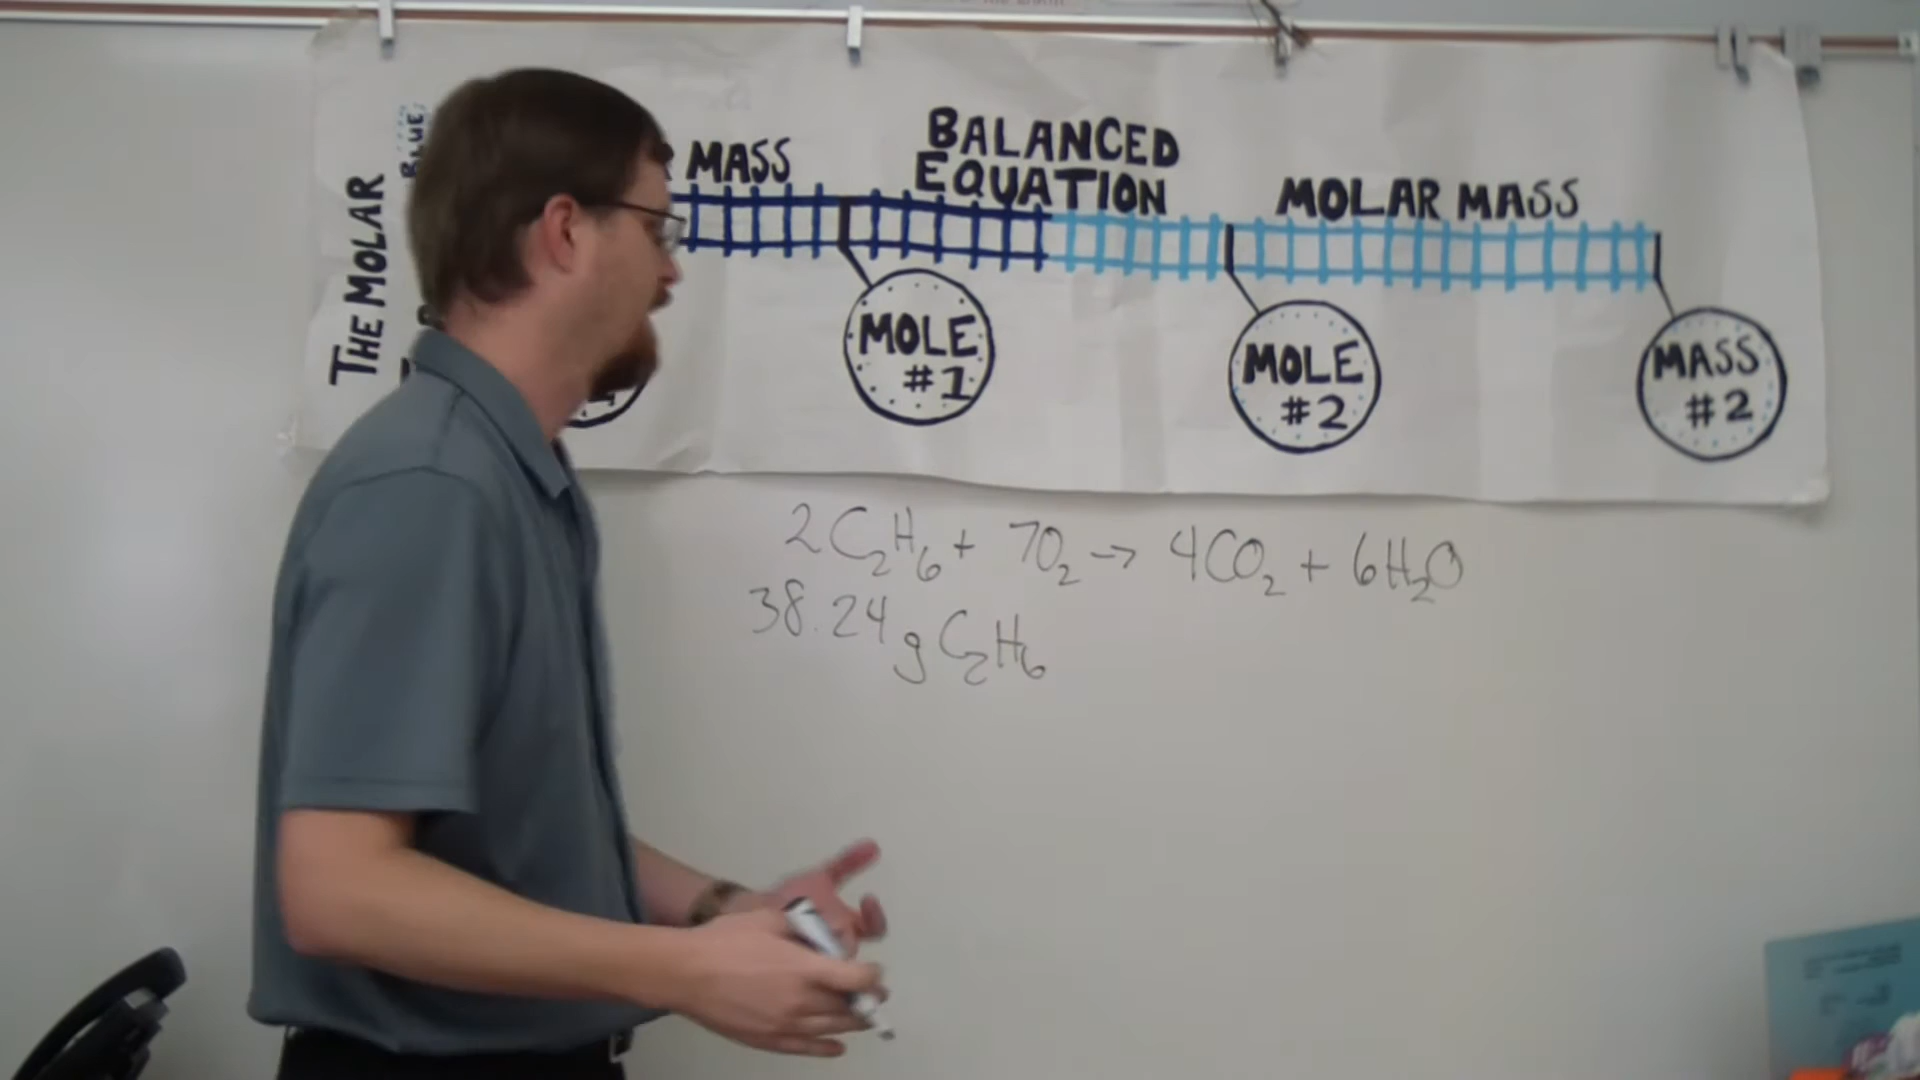 THE MOLAR
BLUE
MASS
BALANCED
EQUATION
MOLAR MASS
MOLE
#1
MOLE
#2
MASS
#2
2C₂H₆ + 7O₂ → 4CO₂ + 6H₂O
38.24 g C₂H₆